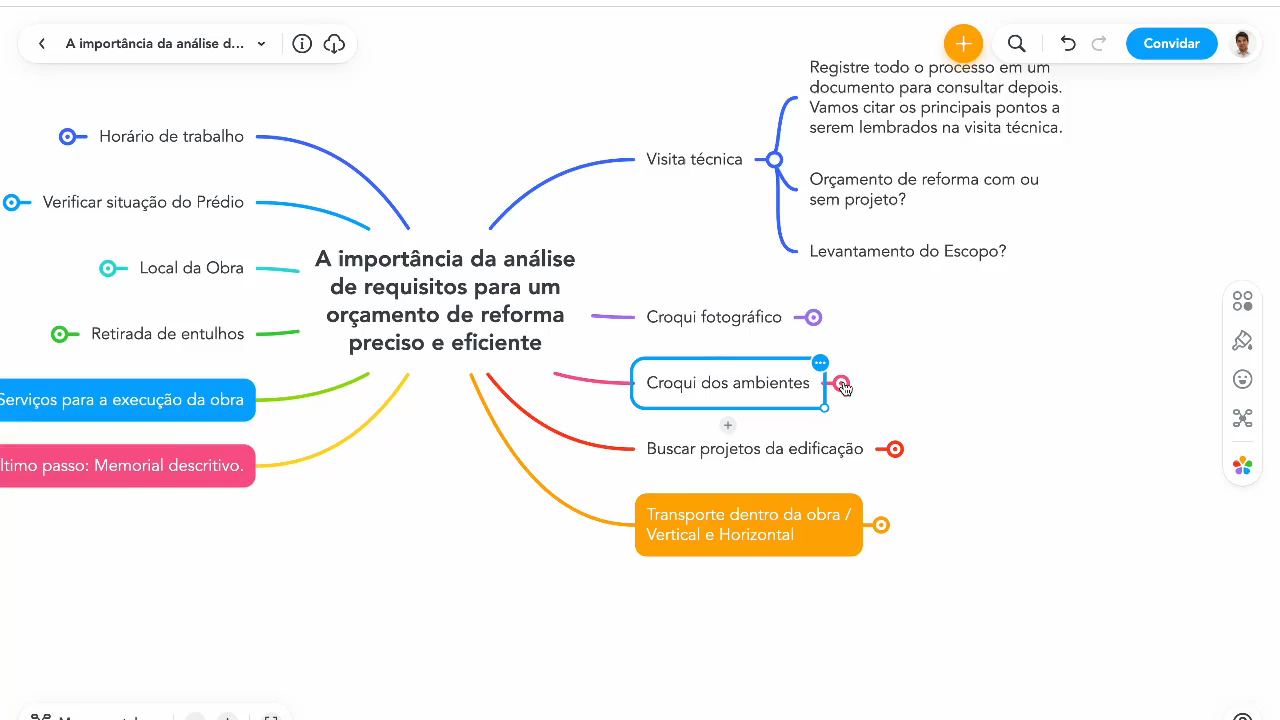 A importância da análise d...
Convidar
Registre todo o processo em um
documento para consultar depois.
Vamos citar os principais pontos a
serem lembrados na visita técnica.
Horário de trabalho
Visita técnica
Orçamento de reforma com ou
sem projeto?
Verificar situação do Prédio
Levantamento do Escopo?
Local da Obra
A importância da análise
de requisitos para um
orçamento de reforma
preciso e eficiente
Croqui fotográfico
Retirada de entulhos
Croqui dos ambientes
Serviços para a execução da obra
Buscar projetos da edificação
ltimo passo: Memorial descritivo.
Transporte dentro da obra /
Vertical e Horizontal